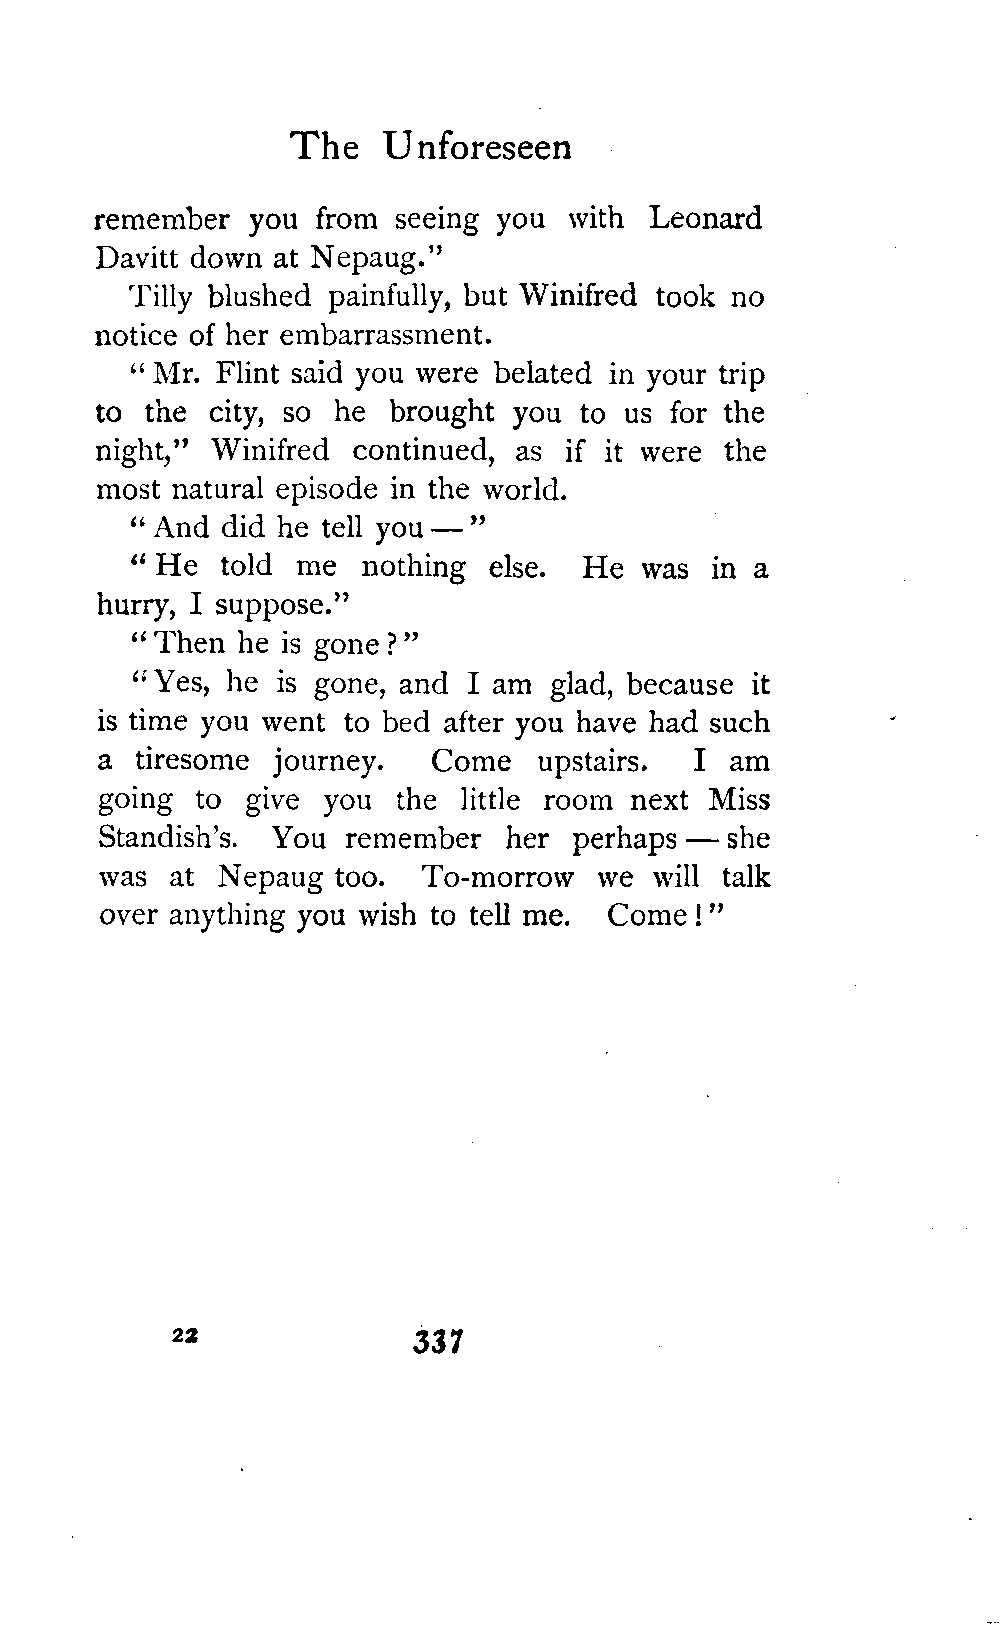 The Unforeseen
remember you from seeing you with Leonard
Davitt down at Nepaug."
Tilly blushed painfully, but Winifred took no
notice of her embarrassment.
" Mr. Flint said you were belated in your trip
to the city, so he brought you to us for the
night," Winifred continued, as if it were the
most natural episode in the world.
" And did he tell you — "
" He told me nothing else. He was in a
hurry, I suppose."
" Then he is gone ? "
" Yes, he is gone, and I am glad, because it
is time you went to bed after you have had such
a tiresome journey. Come upstairs. I am
going to give you the little room next Miss
Standish's. You remember her perhaps — she
was at Nepaug too. To-morrow we will talk
over anything you wish to tell me. Come ! "
22 337